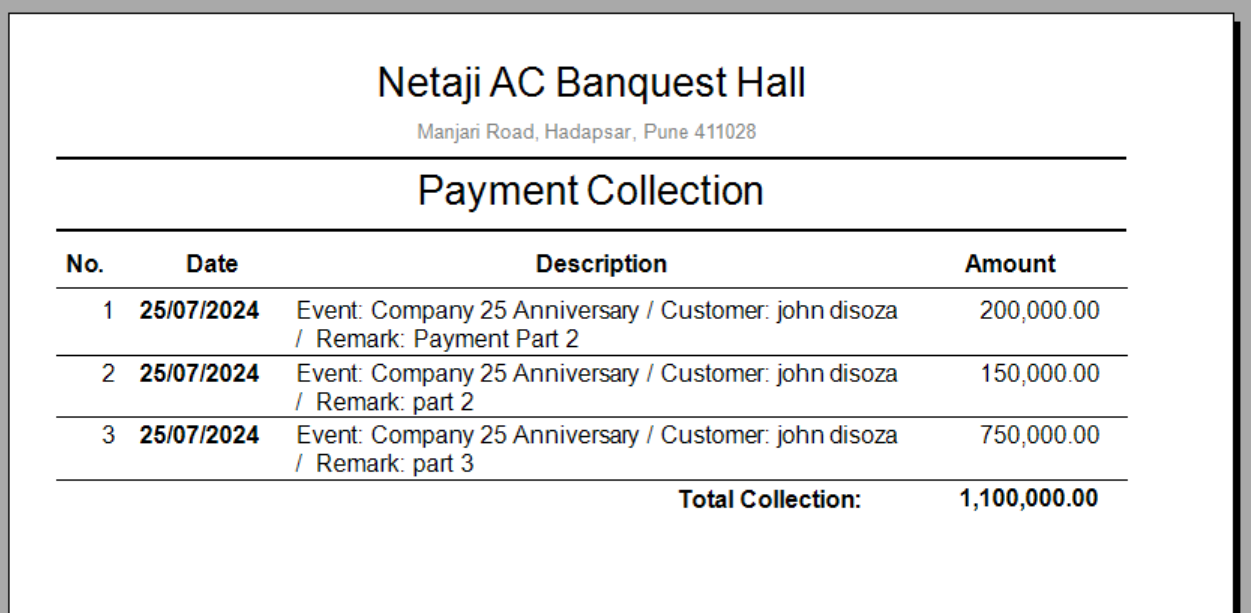 Netaji AC Banquest Hall
Manjari Road, Hadapsar, Pune 411028
Payment Collection
No. Date Description Amount
1 25/07/2024 Event: Company 25 Anniversary / Customer: john disoza 200,000.00
/ Remark: Payment Part 2
2 25/07/2024 Event: Company 25 Anniversary / Customer: john disoza 150,000.00
/ Remark: part 2
3 25/07/2024 Event: Company 25 Anniversary / Customer: john disoza 750,000.00
/ Remark: part 3
Total Collection: 1,100,000.00